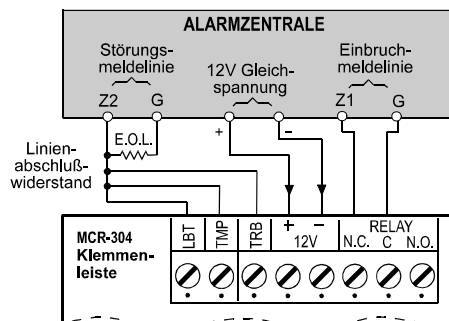 ALARMZENTRALE
Störungs-
meldelinie
12V Gleich-
spannung
Einbruch-
meldelinie
Z2 G Z1 G
+ –
E.O.L.
Linien-
abschluß-
widerstand
MCR-304
Klemmen-
leiste
LBT TMP TRB
+ –
12V
RELAY
N.C. C N.O.